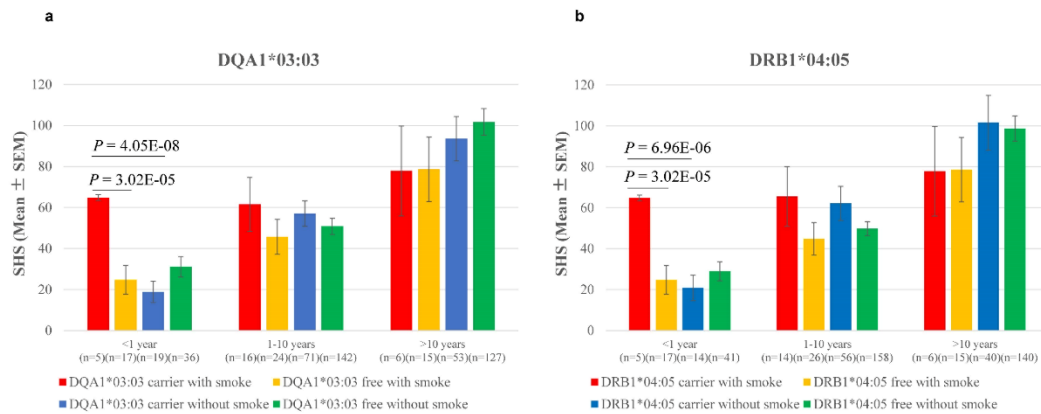 a
DQA1*03:03
120
100
80
60
40
20
0
SHS (Mean ± SEM)
P = 4.05E-08
P = 3.02E-05
<1 year
1-10 years
>10 years
(n=5)(n=17)(n=19)(n=36)
(n=16)(n=24)(n=71)(n=142)
(n=6)(n=15)(n=53)(n=127)
DQA1*03:03 carrier with smoke
DQA1*03:03 free with smoke
DQA1*03:03 carrier without smoke
DQA1*03:03 free without smoke
b
DRB1*04:05
120
100
80
60
40
20
0
SHS (Mean ± SEM)
P = 6.96E-06
P = 3.02E-05
<1 year
1-10 years
>10 years
(n=5)(n=17)(n=14)(n=41)
(n=14)(n=26)(n=56)(n=158)
(n=6)(n=15)(n=40)(n=140)
DRB1*04:05 carrier with smoke
DRB1*04:05 free with smoke
DRB1*04:05 carrier without smoke
DRB1*04:05 free without smoke